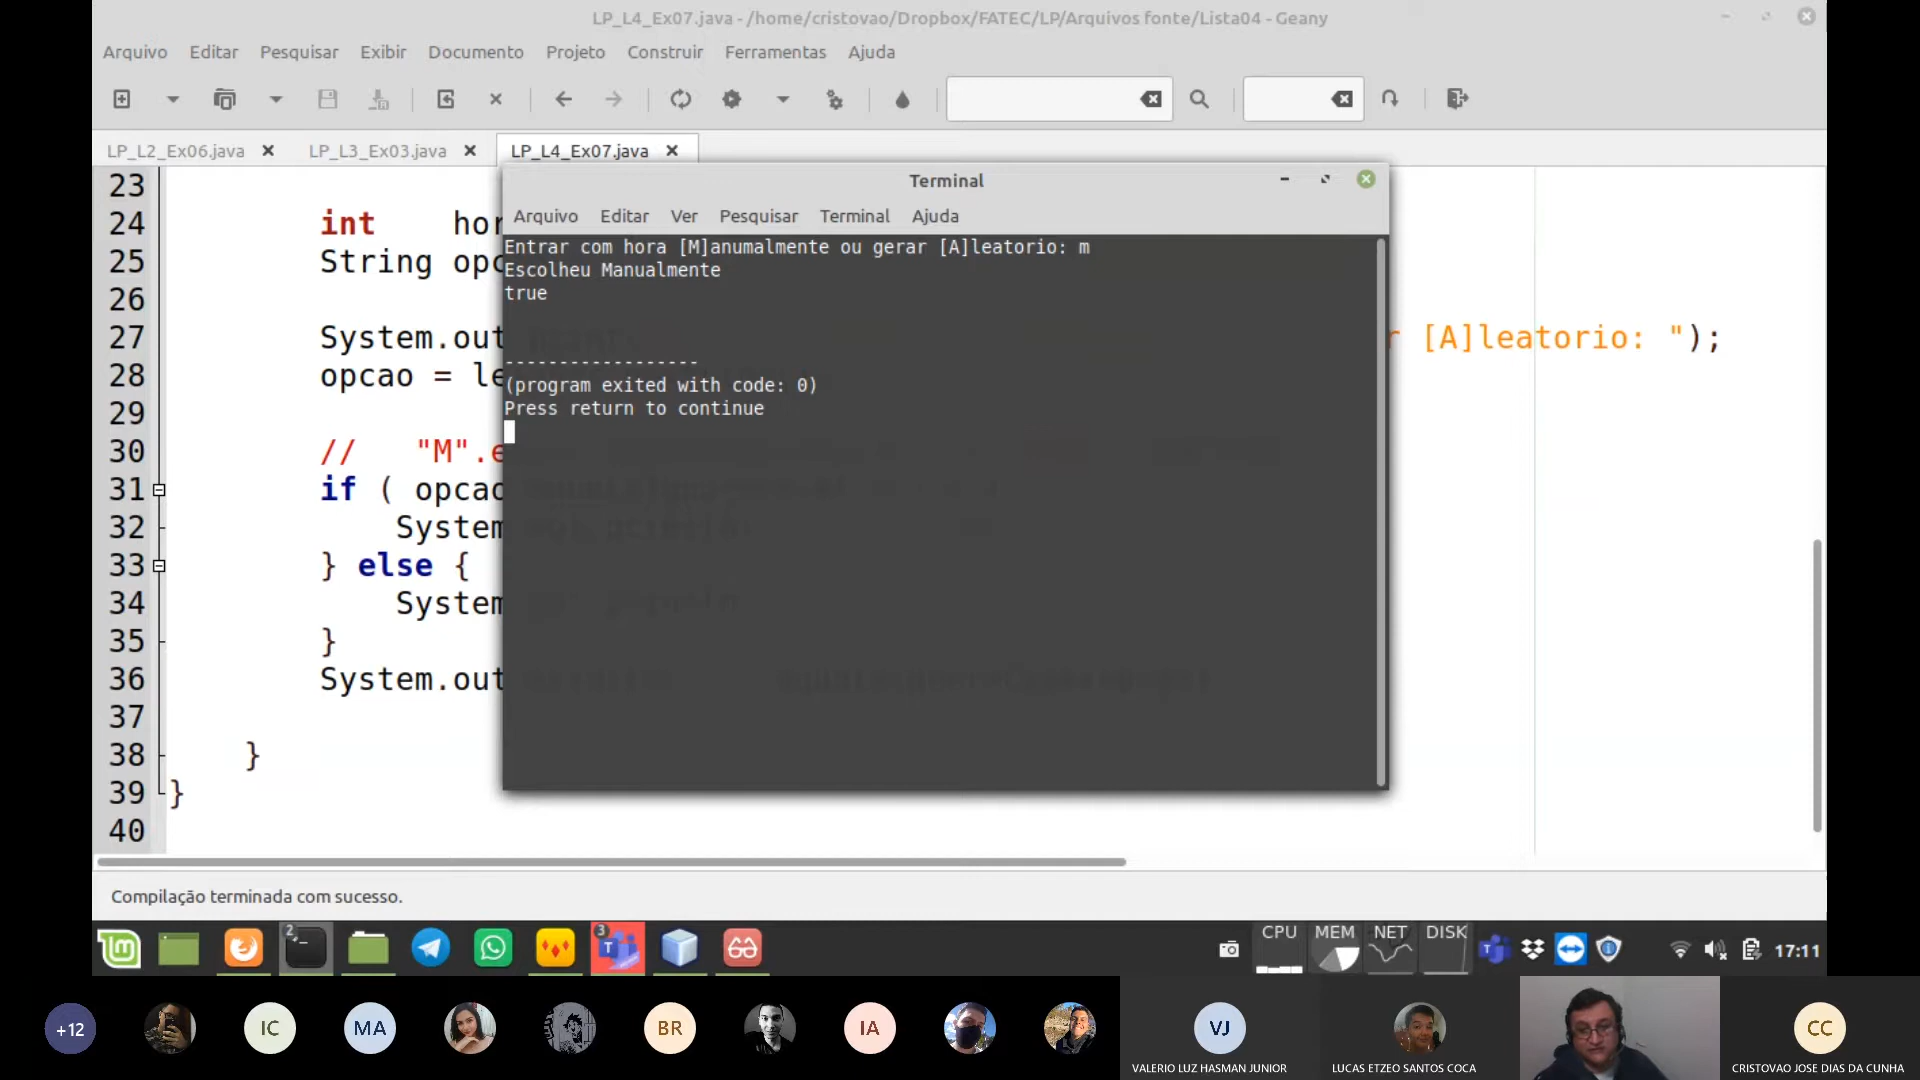 LP_L4_Ex07.java - /home/cristovao/Dropbox/FATEC/LP/Arquivos fonte/Lista04 - Geany
Arquivo Editar Pesquisar Exibir Documento Projeto Construir Ferramentas Ajuda
LP_L2_Ex06.java LP_L3_Ex03.java LP_L4_Ex07.java
Terminal
Arquivo Editar Ver Pesquisar Terminal Ajuda
Entrar com hora [M]anumalmente ou gerar [A]leatorio: m
Escolheu Manualmente
true
------------------
(program exited with code: 0)
Press return to continue
23
24 int hor
25 String opc
26
27 System.out r [A]leatorio: ");
28 opcao = le
29
30 // "M".e
31 if ( opcao
32 System
33 } else {
34 System
35 }
36 System.out
37
38 }
39 }
40
Compilação terminada com sucesso.
2 3 CPU MEM NET DISK 17:11
+12 IC MA BR IA VJ CC
VALERIO LUZ HASMAN JUNIOR LUCAS ETZEO SANTOS COCA CRISTOVAO JOSE DIAS DA CUNHA